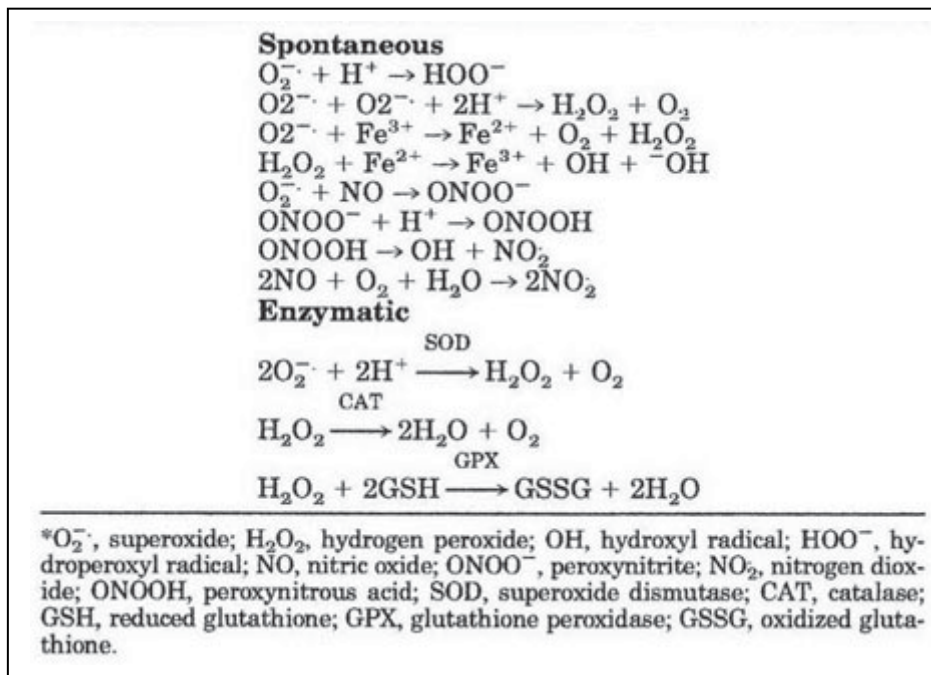 Spontaneous
O₂⁻· + H⁺ → HOO⁻
O2⁻· + O2⁻· + 2H⁺ → H₂O₂ + O₂
O2⁻· + Fe³⁺ → Fe²⁺ + O₂ + H₂O₂
H₂O₂ + Fe²⁺ → Fe³⁺ + OH + ⁻OH
O₂⁻· + NO → ONOO⁻
ONOO⁻ + H⁺ → ONOOH
ONOOH → OH + NO₂·
2NO + O₂ + H₂O → 2NO₂·
Enzymatic
SOD
2O₂⁻· + 2H⁺ ⟶ H₂O₂ + O₂
CAT
H₂O₂ ⟶ 2H₂O + O₂
GPX
H₂O₂ + 2GSH ⟶ GSSG + 2H₂O
*O₂⁻·, superoxide; H₂O₂, hydrogen peroxide; OH, hydroxyl radical; HOO⁻, hy-
droperoxyl radical; NO, nitric oxide; ONOO⁻, peroxynitrite; NO₂·, nitrogen diox-
ide; ONOOH, peroxynitrous acid; SOD, superoxide dismutase; CAT, catalase;
GSH, reduced glutathione; GPX, glutathione peroxidase; GSSG, oxidized gluta-
thione.